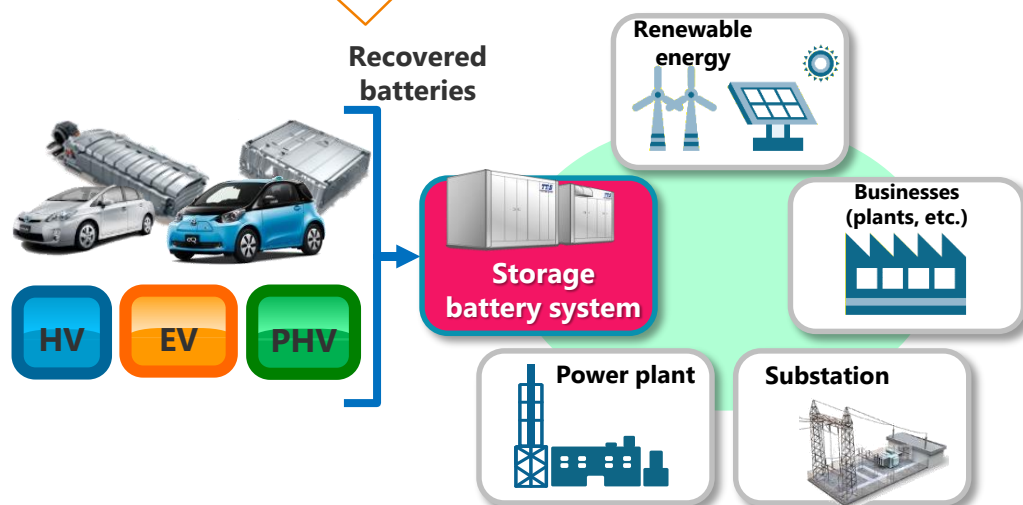 Recovered
batteries
HV
EV
PHV
Storage
battery system
Renewable
energy
Businesses
(plants, etc.)
Power plant
Substation